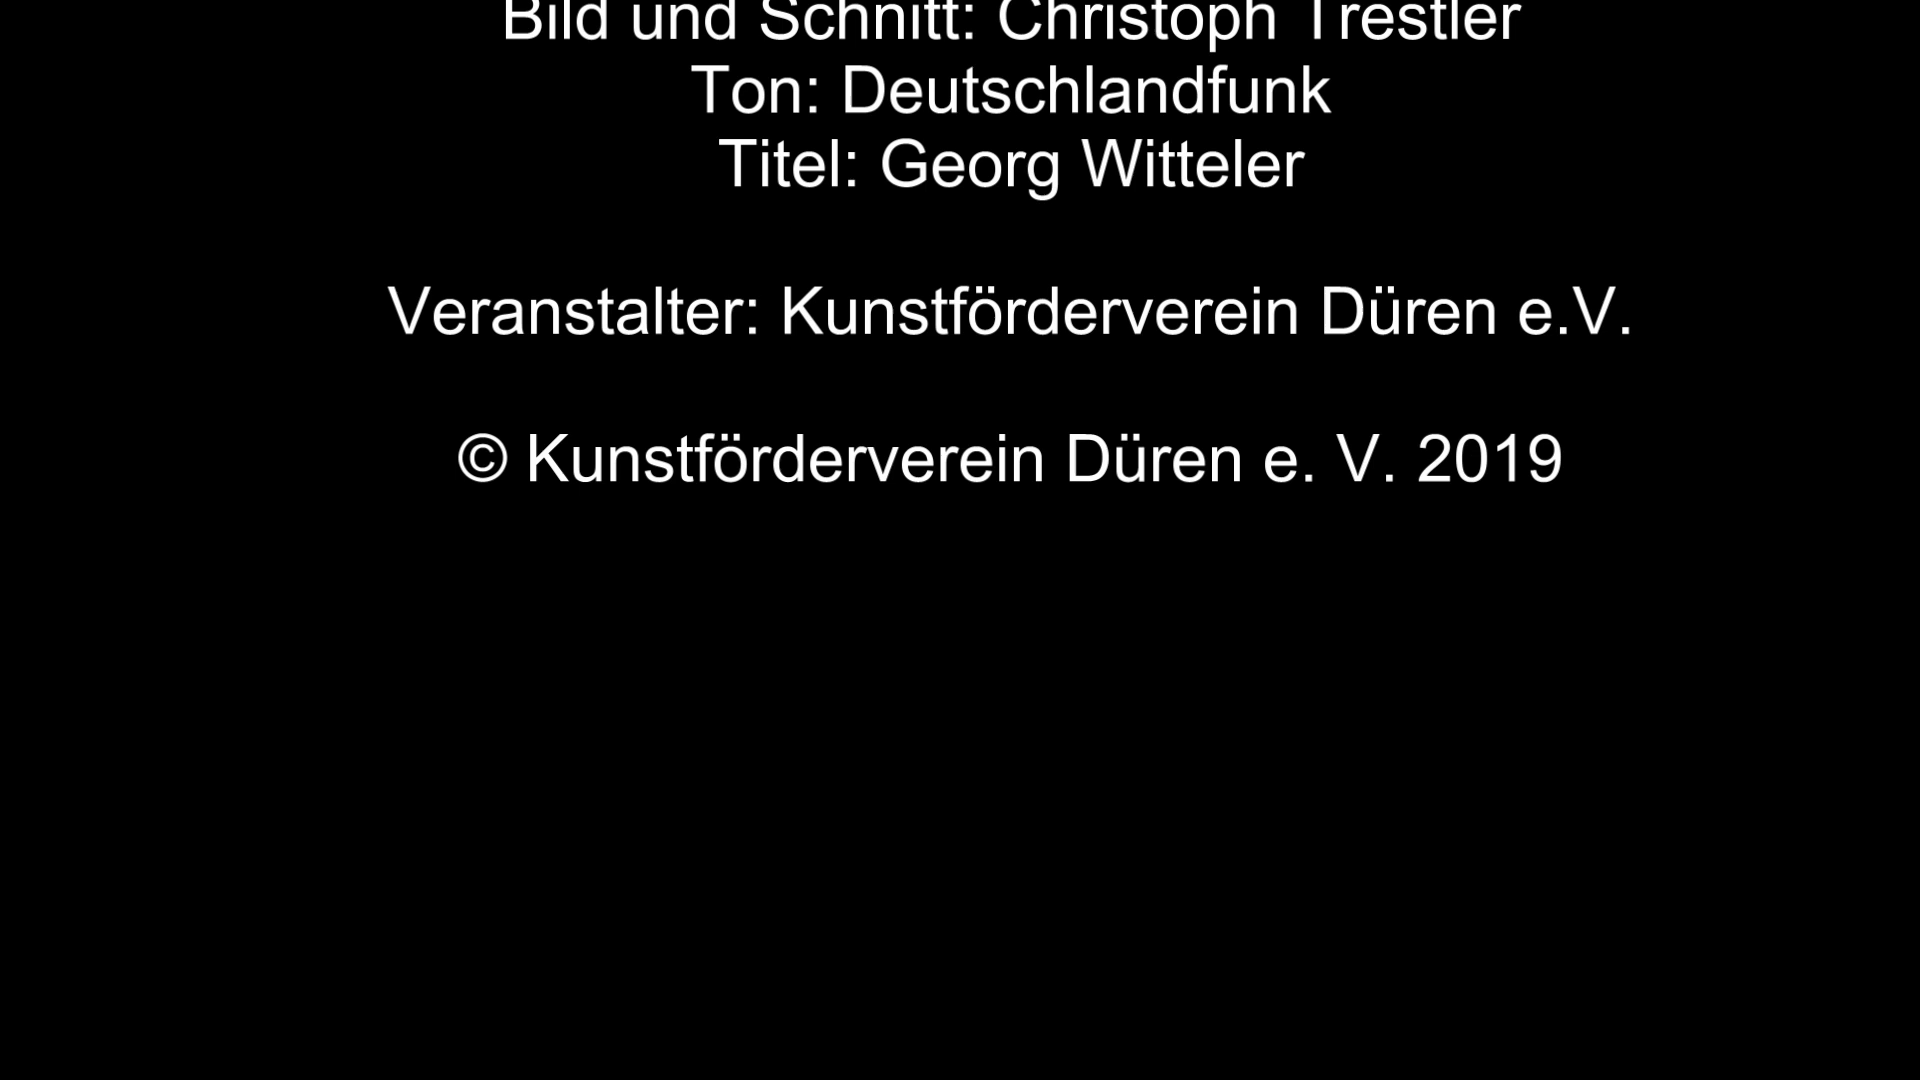 Bild und Schnitt: Christoph Trestler
Ton: Deutschlandfunk
Titel: Georg Witteler
Veranstalter: Kunstförderverein Düren e.V.
© Kunstförderverein Düren e. V. 2019